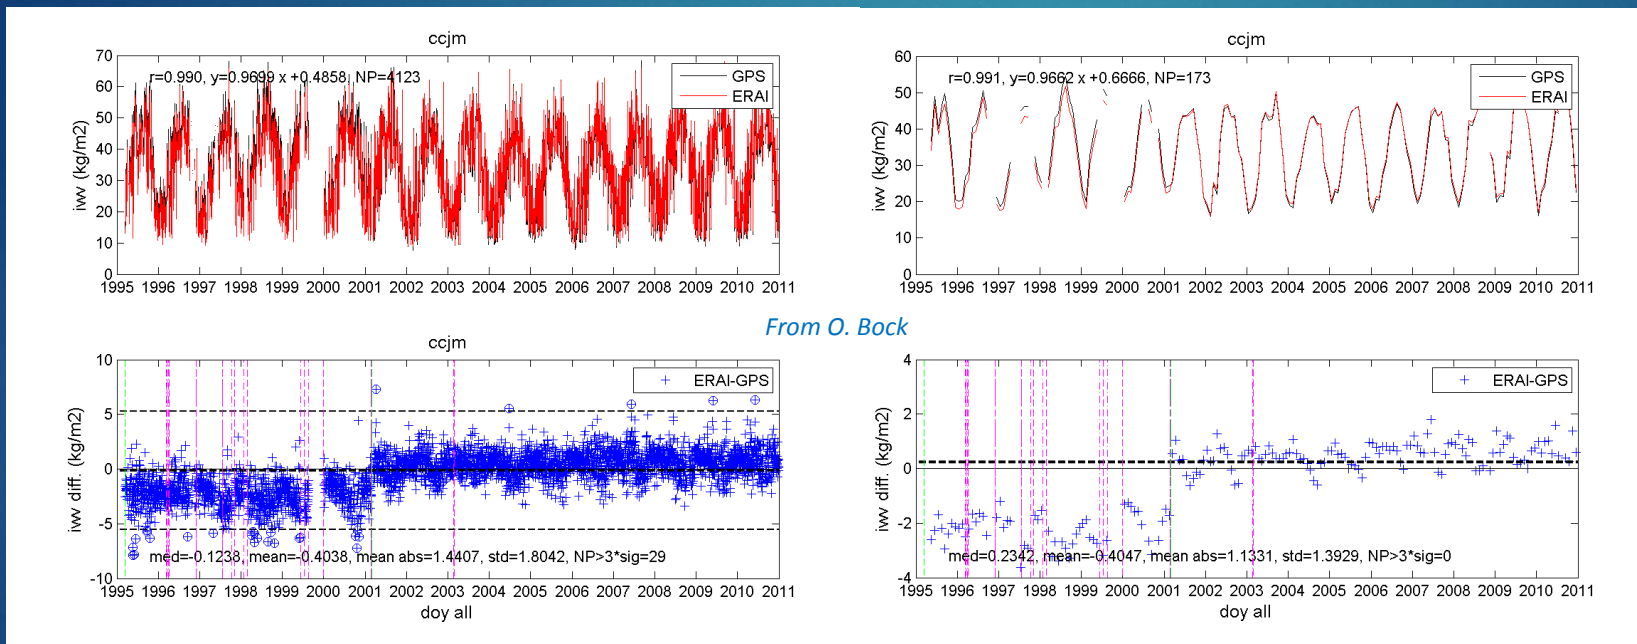 ccjm
70
60
50
40
30
20
10
0
iwv (kg/m2)
r=0.990, y=0.9699 x +0.4858, NP=4123
GPS
ERAI
1995 1996 1997 1998 1999 2000 2001 2002 2003 2004 2005 2006 2007 2008 2009 2010 2011
ccjm
60
50
40
30
20
10
0
iwv (kg/m2)
r=0.991, y=0.9662 x +0.6666, NP=173
GPS
ERAI
1995 1996 1997 1998 1999 2000 2001 2002 2003 2004 2005 2006 2007 2008 2009 2010 2011
From O. Bock
ccjm
10
5
0
-5
-10
iwv diff. (kg/m2)
ERAI-GPS
med=-0.1238, mean=-0.4038, mean abs=1.4407, std=1.8042, NP>3*sig=29
1995 1996 1997 1998 1999 2000 2001 2002 2003 2004 2005 2006 2007 2008 2009 2010 2011
doy all
4
2
0
-2
-4
iwv diff. (kg/m2)
ERAI-GPS
med=0.2342, mean=-0.4047, mean abs=1.1331, std=1.3929, NP>3*sig=0
1995 1996 1997 1998 1999 2000 2001 2002 2003 2004 2005 2006 2007 2008 2009 2010 2011
doy all